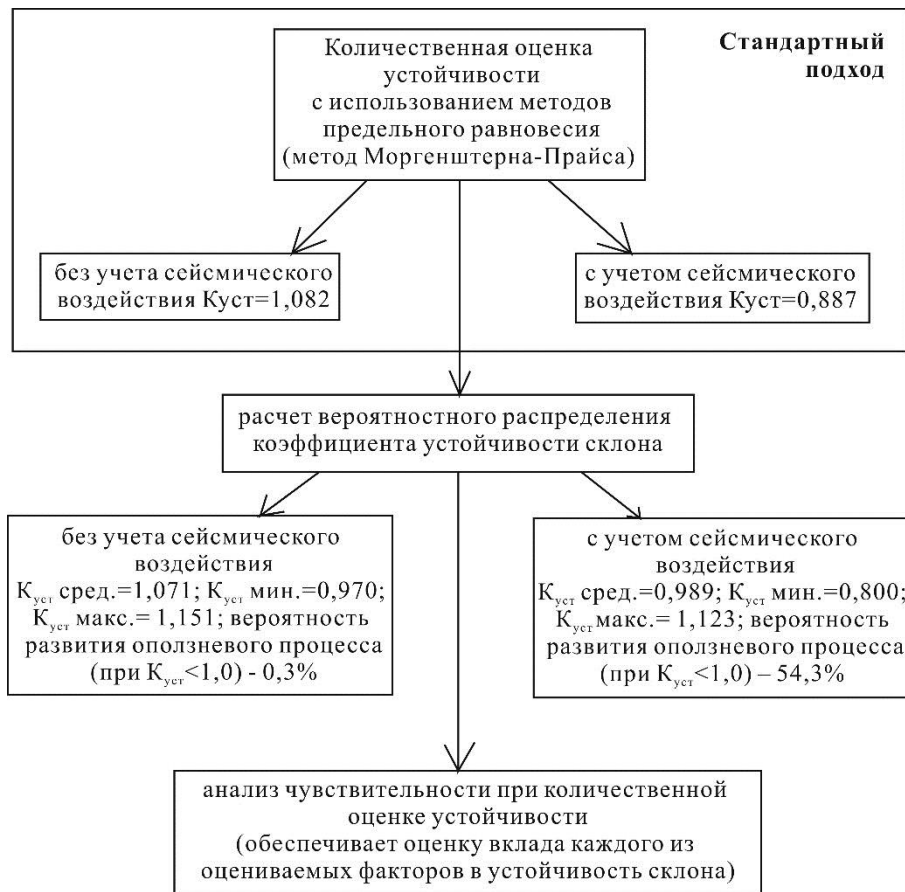 Количественная оценка
устойчивости
с использованием методов
предельного равновесия
(метод Моргенштерна-Прайса)
Стандартный
подход
без учета сейсмического
воздействия Куст=1,082
с учетом сейсмического
воздействия Куст=0,887
расчет вероятностного распределения
коэффициента устойчивости склона
без учета сейсмического
воздействия
Куст сред.=1,071; Куст мин.=0,970;
Куст макс.= 1,151; вероятность
развития оползневого процесса
(при Куст<1,0) - 0,3%
с учетом сейсмического
воздействия
Куст сред.=0,989; Куст мин.=0,800;
Куст макс.= 1,123; вероятность
развития оползневого процесса
(при Куст<1,0) – 54,3%
анализ чувствительности при количественной
оценке устойчивости
(обеспечивает оценку вклада каждого из
оцениваемых факторов в устойчивость склона)